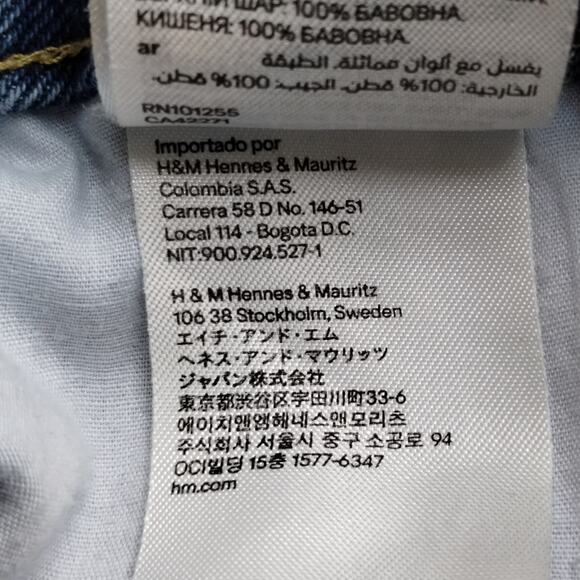 ШАР: 100% БАВОВНА.
КИШЕНЯ: 100% БАВОВНА.
ar
يغسل مع ألوان مماثلة. الطبقة
الخارجية: 100% قطن. الجيب: 100% قطن.
RN101255
CA42271
Importado por
H&M Hennes & Mauritz
Colombia S.A.S.
Carrera 58 D No. 146-51
Local 114 - Bogota D.C.
NIT:900.924.527-1
H & M Hennes & Mauritz
106 38 Stockholm, Sweden
エイチ・アンド・エム
ヘネス・アンド・マウリッツ
ジャパン株式会社
東京都渋谷区宇田川町33-6
에이치앤엠헤네스앤모리츠
주식회사 서울시 중구 소공로 94
OCI빌딩 15층 1577-6347
hm.com